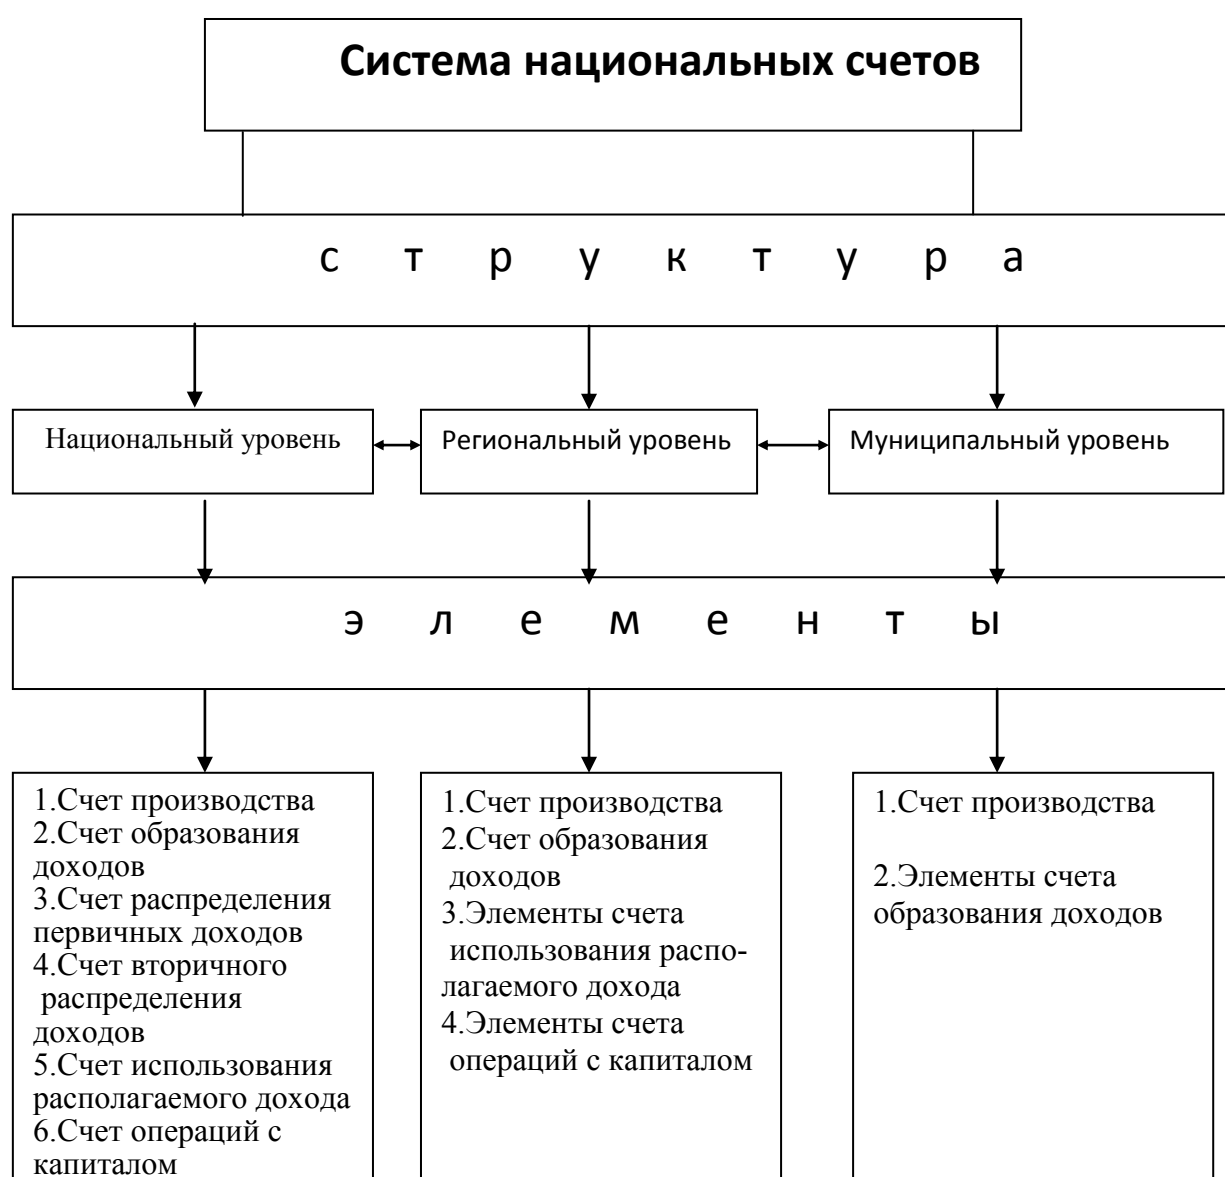 Система национальных счетов
с т р у к т у р а
Национальный уровень
Региональный уровень
Муниципальный уровень
э л е м е н т ы
1.Счет производства
2.Счет образования
доходов
3.Счет распределения
первичных доходов
4.Счет вторичного
распределения
доходов
5.Счет использования
располагаемого дохода
6.Счет операций с
капиталом
1.Счет производства
2.Счет образования
доходов
3.Элементы счета
использования распо-
лагаемого дохода
4.Элементы счета
операций с капиталом
1.Счет производства
2.Элементы счета
образования доходов